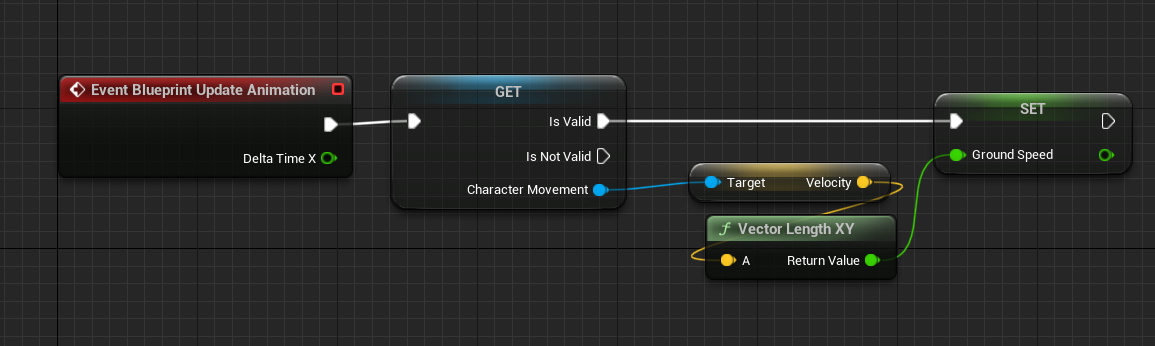 Event Blueprint Update Animation
Delta Time X
GET
Is Valid
Is Not Valid
Character Movement
Target Velocity
f Vector Length XY
A Return Value
SET
Ground Speed